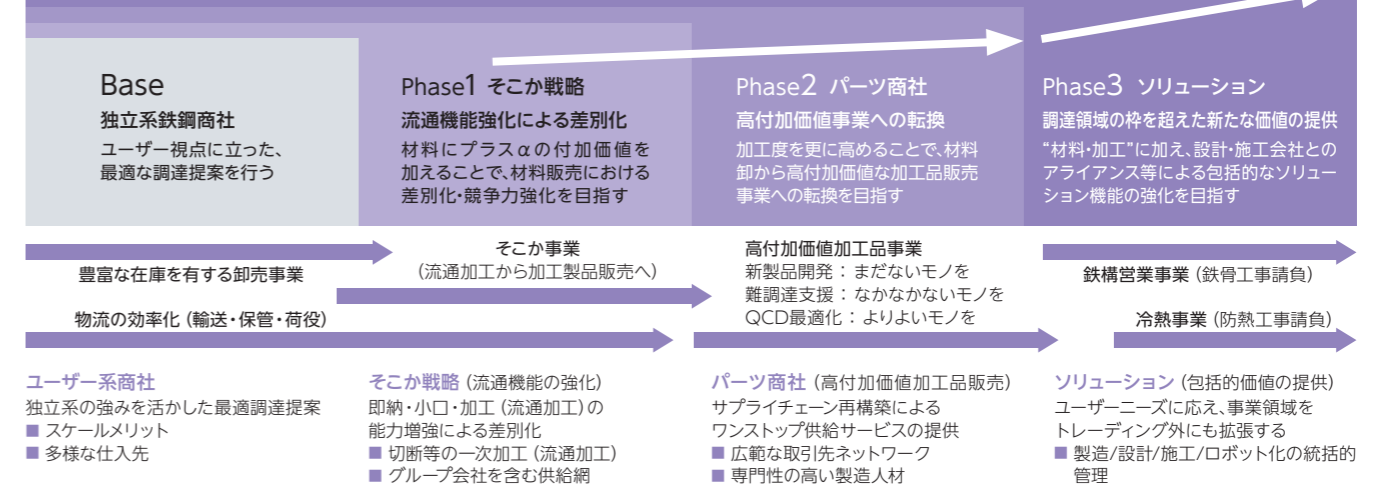 Base
独立系鉄鋼商社
ユーザー視点に立った、
最適な調達提案を行う
Phase1 そこか戦略
流通機能強化による差別化
材料にプラスαの付加価値を
加えることで、材料販売における
差別化・競争力強化を目指す
Phase2 パーツ商社
高付加価値事業への転換
加工度を更に高めることで、材料
卸から高付加価値な加工品販売
事業への転換を目指す
Phase3 ソリューション
調達領域の枠を超えた新たな価値の提供
“材料・加工”に加え、設計・施工会社との
アライアンス等による包括的なソリュー
ション機能の強化を目指す
豊富な在庫を有する卸売事業
物流の効率化（輸送・保管・荷役）
そこか事業
（流通加工から加工製品販売へ）
高付加価値加工品事業
新製品開発：まだないモノを
難調達支援：なかなかないモノを
QCD最適化：よりよいモノを
鉄構営業事業（鉄骨工事請負）
冷熱事業（防熱工事請負）
ユーザー系商社
独立系の強みを活かした最適調達提案
■ スケールメリット
■ 多様な仕入先
そこか戦略（流通機能の強化）
即納・小口・加工（流通加工）の
能力増強による差別化
■ 切断等の一次加工（流通加工）
■ グループ会社を含む供給網
パーツ商社（高付加価値加工品販売）
サプライチェーン再構築による
ワンストップ供給サービスの提供
■ 広範な取引先ネットワーク
■ 専門性の高い製造人材
ソリューション（包括的価値の提供）
ユーザーニーズに応え、事業領域を
トレーディング外にも拡張する
■ 製造/設計/施工/ロボット化の統括的
管理